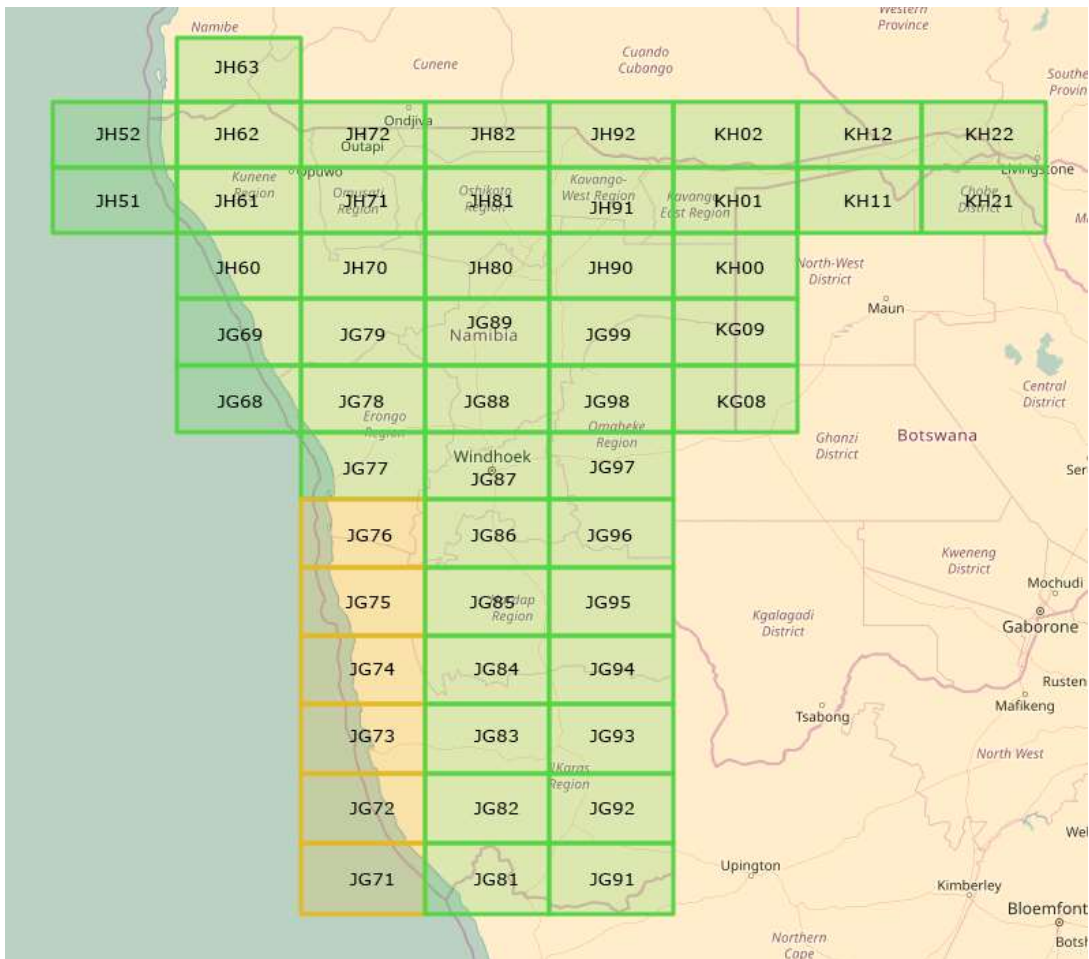 Western
Province
Namibe
Cunene
Cuando
Cubango
Southe
Provin
JH63
Ondjiva
JH52 JH62 JH72 JH82 JH92 KH02 KH12 KH22
Outapi
Livingstone
Opuwo
Kunene
Region
Omusati
Region
Oshikoto
Region
Kavango-
West Region
Kavango
East Region
Chobe
District
JH51 JH61 JH71 JH81 JH91 KH01 KH11 KH21
JH60 JH70 JH80 JH90 KH00
North-West
District
Maun
JG69 JG79 JG89 JG99 KG09
Namibia
Central
District
JG68 JG78 JG88 JG98 KG08
Erongo
Region
Omaheke
Region
Ghanzi
District
Botswana
Windhoek
JG77 JG87 JG97
Ser
JG76 JG86 JG96
Kweneng
District
Mochudi
JG75 JG85 JG95
Region
Kgalagadi
District
Gaborone
JG74 JG84 JG94
Rusten
Mafikeng
Tsabong
JG73 JG83 JG93
North West
ǁKaras
Region
JG72 JG82 JG92
Wel
JG71 JG81 JG91
Upington
Kimberley
Bloemfont
Northern
Cape
Botsh